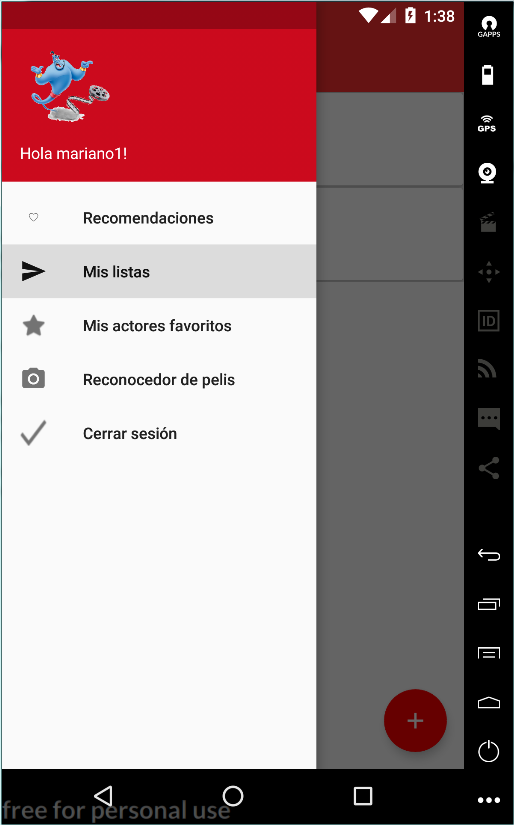 1:38
GAPPS
Hola mariano1!
GPS
Recomendaciones
Mis listas
Mis actores favoritos
ID
Reconocedor de pelis
Cerrar sesión
free for personal use